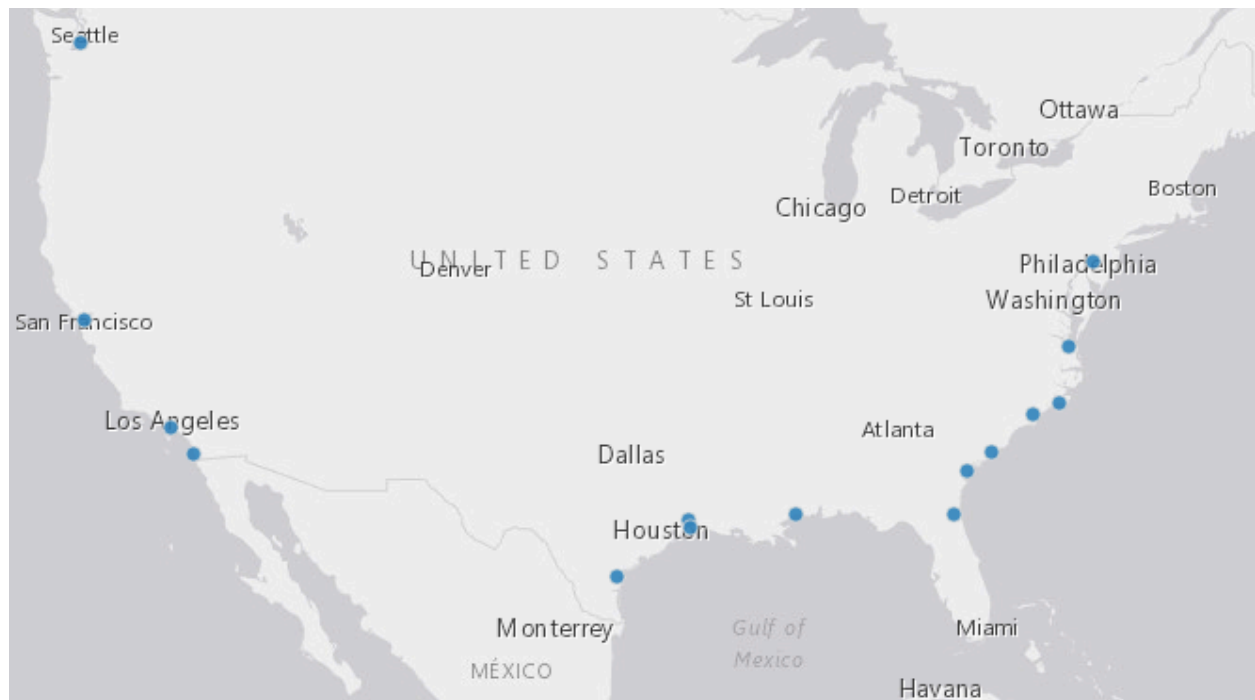 Seattle
Ottawa
Toronto
Boston
Detroit
Chicago
UNITED STATES
Denver
Philadelphia
St Louis
Washington
San Francisco
Los Angeles
Atlanta
Dallas
Houston
Monterrey
Gulf of
Mexico
Miami
MÉXICO
Havana